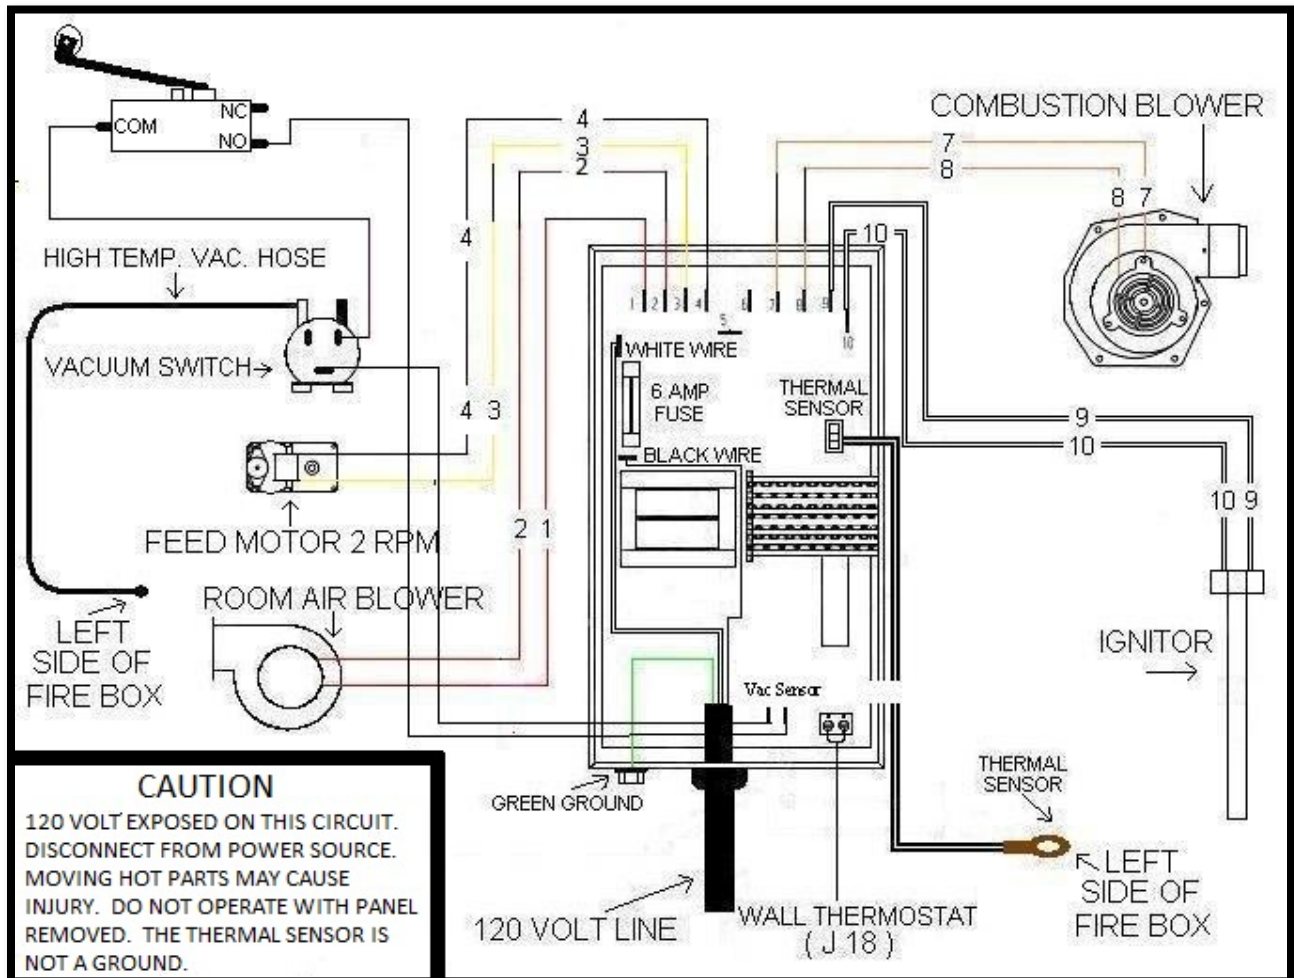 NC
COM
NO
4
3
2
7
8
COMBUSTION BLOWER
8 7
4
10
HIGH TEMP. VAC. HOSE
1 2 3 4 6 7 8 9
5
10
WHITE WIRE
VACUUM SWITCH
6 AMP
FUSE
THERMAL
SENSOR
4 3
9
10
BLACK WIRE
10 9
2 1
FEED MOTOR 2 RPM
ROOM AIR BLOWER
LEFT
SIDE OF
FIRE BOX
IGNITOR
Vac Sensor
GREEN GROUND
THERMAL
SENSOR
120 VOLT LINE
WALL THERMOSTAT
( J 18 )
LEFT
SIDE OF
FIRE BOX
CAUTION
120 VOLT EXPOSED ON THIS CIRCUIT.
DISCONNECT FROM POWER SOURCE.
MOVING HOT PARTS MAY CAUSE
INJURY. DO NOT OPERATE WITH PANEL
REMOVED. THE THERMAL SENSOR IS
NOT A GROUND.